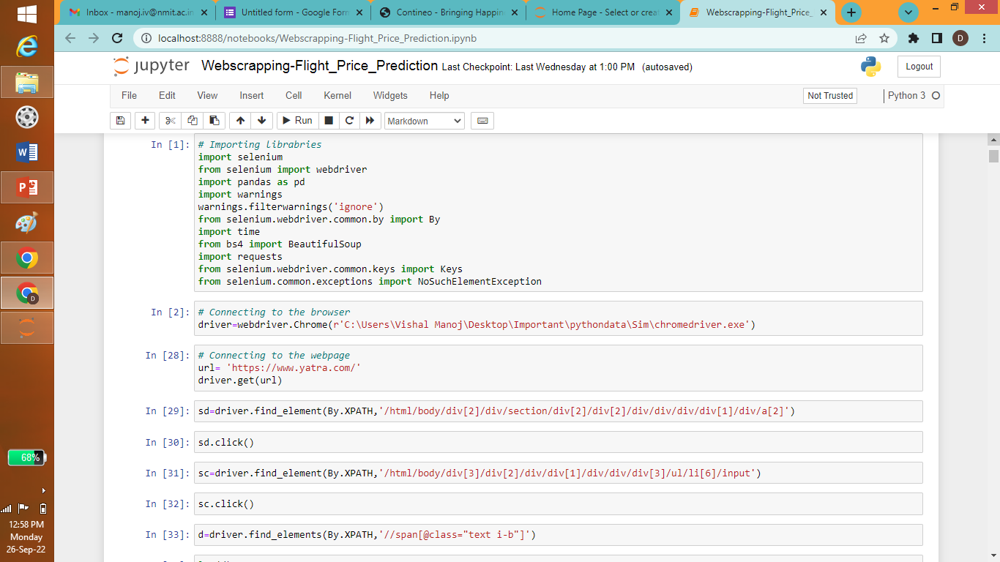 Inbox - manoj.iv@nmit.ac.in
Untitled form - Google Form
Contineo - Bringing Happin
Home Page - Select or creat
Webscrapping-Flight_Price_
localhost:8888/notebooks/Webscrapping-Flight_Price_Prediction.ipynb
D
jupyter Webscrapping-Flight_Price_Prediction Last Checkpoint: Last Wednesday at 1:00 PM (autosaved)
Logout
File Edit View Insert Cell Kernel Widgets Help
Not Trusted
Python 3
Run
Markdown
In [1]:
# Importing librabries
import selenium
from selenium import webdriver
import pandas as pd
import warnings
warnings.filterwarnings('ignore')
from selenium.webdriver.common.by import By
import time
from bs4 import BeautifulSoup
import requests
from selenium.webdriver.common.keys import Keys
from selenium.common.exceptions import NoSuchElementException
In [2]:
# Connecting to the browser
driver=webdriver.Chrome(r'C:\Users\Vishal Manoj\Desktop\Important\pythondata\Sim\chromedriver.exe')
In [28]:
# Connecting to the webpage
url= 'https://www.yatra.com/'
driver.get(url)
In [29]:
sd=driver.find_element(By.XPATH,'/html/body/div[2]/div/section/div[2]/div[2]/div/div/div/div[1]/div/a[2]')
In [30]:
sd.click()
In [31]:
sc=driver.find_element(By.XPATH,'/html/body/div[3]/div[2]/div/div[1]/div/div/div[3]/ul/li[6]/input')
In [32]:
sc.click()
In [33]:
d=driver.find_elements(By.XPATH,'//span[@class="text i-b"]')
W
P
D
68%
12:58 PM
Monday
26-Sep-22